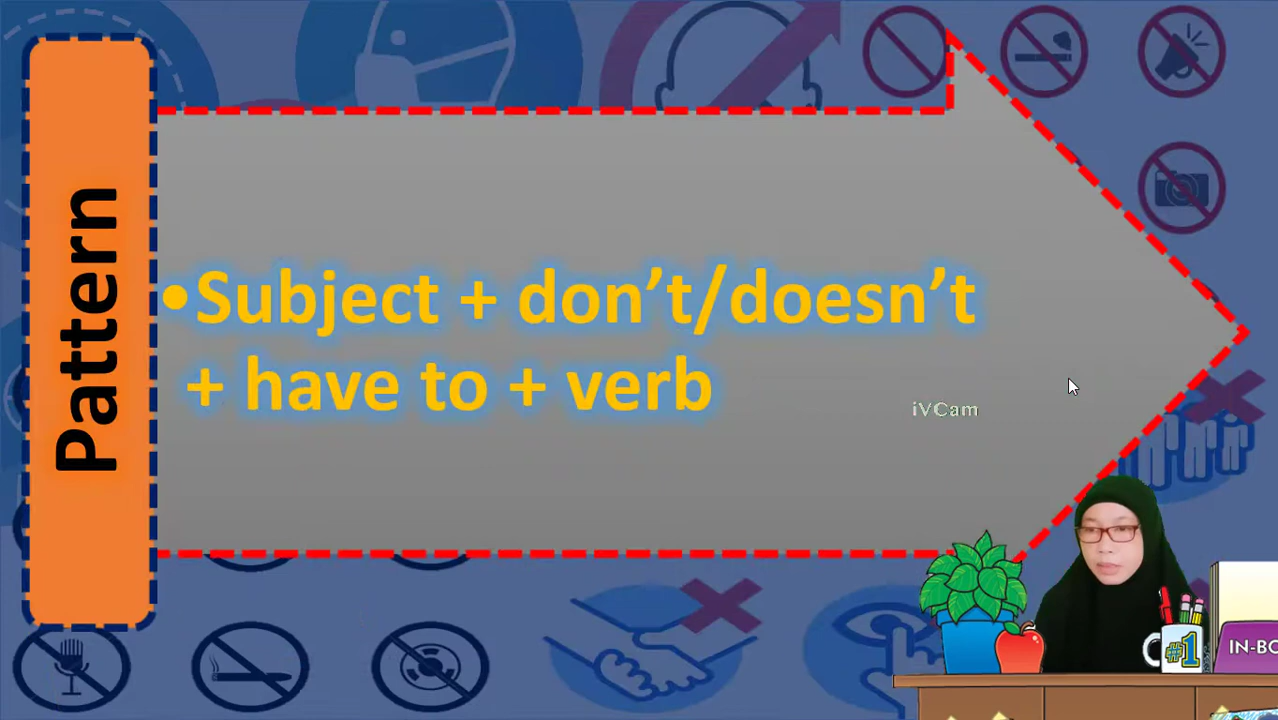 Pattern
•Subject + don’t/doesn’t
+ have to + verb
iVCam
#1
IN-BO